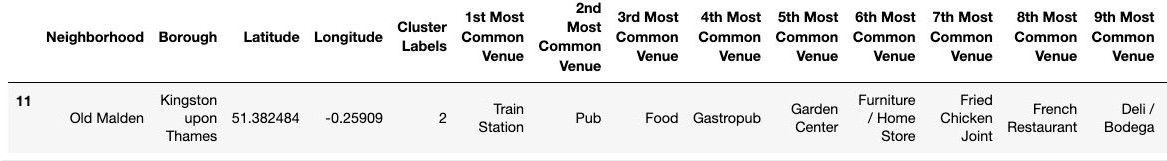 Neighborhood Borough Latitude Longitude Cluster Labels 1st Most Common Venue 2nd Most Common Venue 3rd Most Common Venue 4th Most Common Venue 5th Most Common Venue 6th Most Common Venue 7th Most Common Venue 8th Most Common Venue 9th Most Common Venue
11 Old Malden Kingston upon Thames 51.382484 -0.25909 2 Train Station Pub Food Gastropub Garden Center Furniture / Home Store Fried Chicken Joint French Restaurant Deli / Bodega